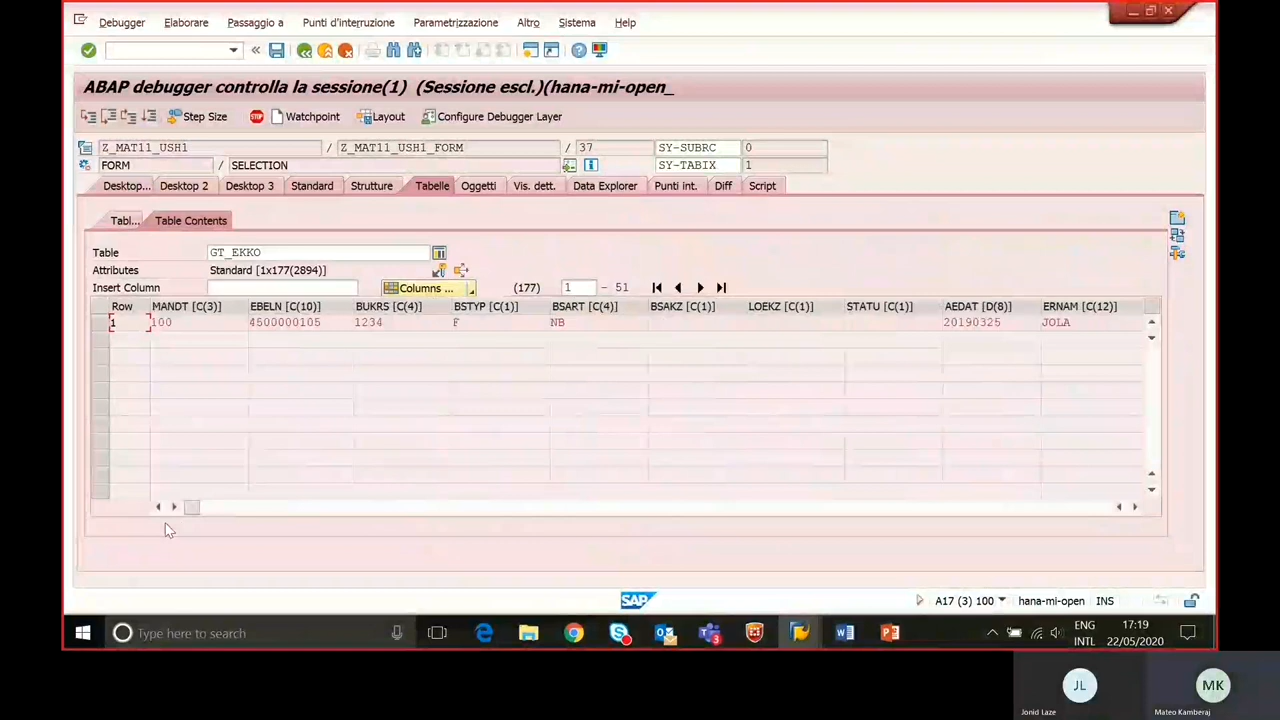 Debugger Elaborare Passaggio a Punti d'interruzione Parametrizzazione Altro Sistema Help
ABAP debugger controlla la sessione(1) (Sessione escl.)(hana-mi-open_
Step Size STOP Watchpoint Layout Configure Debugger Layer
Z_MAT11_USH1 / Z_MAT11_USH1_FORM / 37 SY-SUBRC 0
FORM / SELECTION SY-TABIX 1
Desktop... Desktop 2 Desktop 3 Standard Strutture Tabelle Oggetti Vis. dett. Data Explorer Punti int. Diff Script
Tabl... Table Contents
Table GT_EKKO
Attributes Standard [1x177(2894)]
Insert Column Columns ... (177) 1 - 51
Row MANDT [C(3)] EBELN [C(10)] BUKRS [C(4)] BSTYP [C(1)] BSART [C(4)] BSAKZ [C(1)] LOEKZ [C(1)] STATU [C(1)] AEDAT [D(8)] ERNAM [C(12)]
1 100 4500000105 1234 F NB 20190325 JOLA
SAP A17 (3) 100 hana-mi-open INS
Type here to search 3 ENG 17:19
INTL 22/05/2020
JL MK
Jonid Laze Mateo Kamberaj